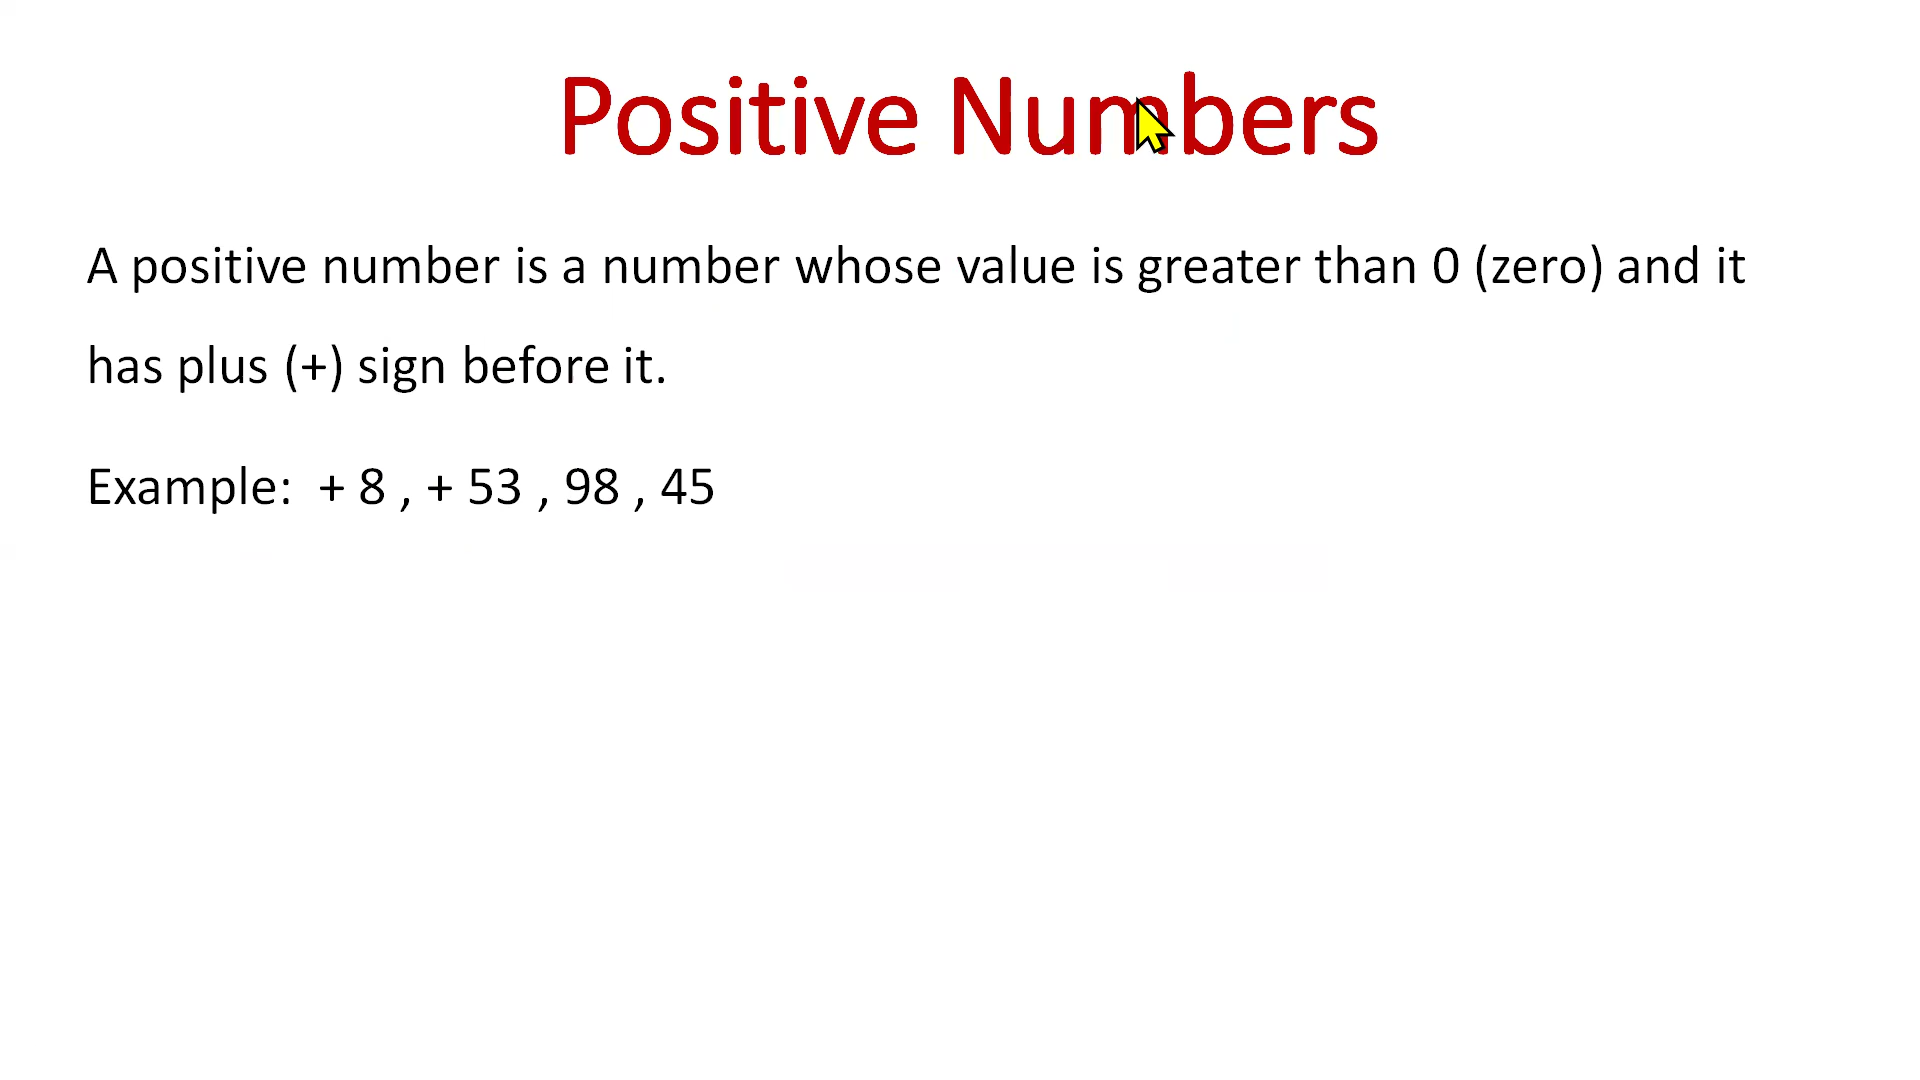 Positive Numbers
A positive number is a number whose value is greater than 0 (zero) and it
has plus (+) sign before it.
Example:  + 8 , + 53 , 98 , 45